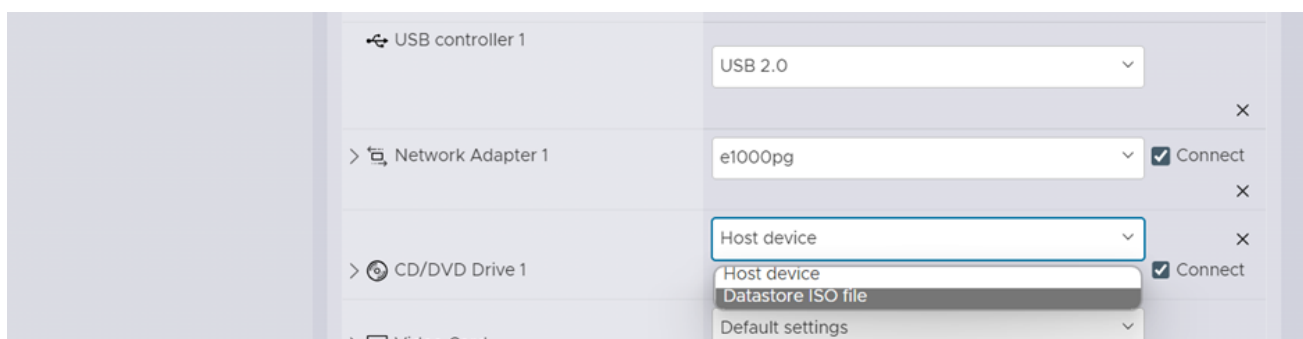 USB controller 1
USB 2.0
Network Adapter 1
e1000pg
Connect
Host device
CD/DVD Drive 1
Connect
Host device
Datastore ISO file
Default settings